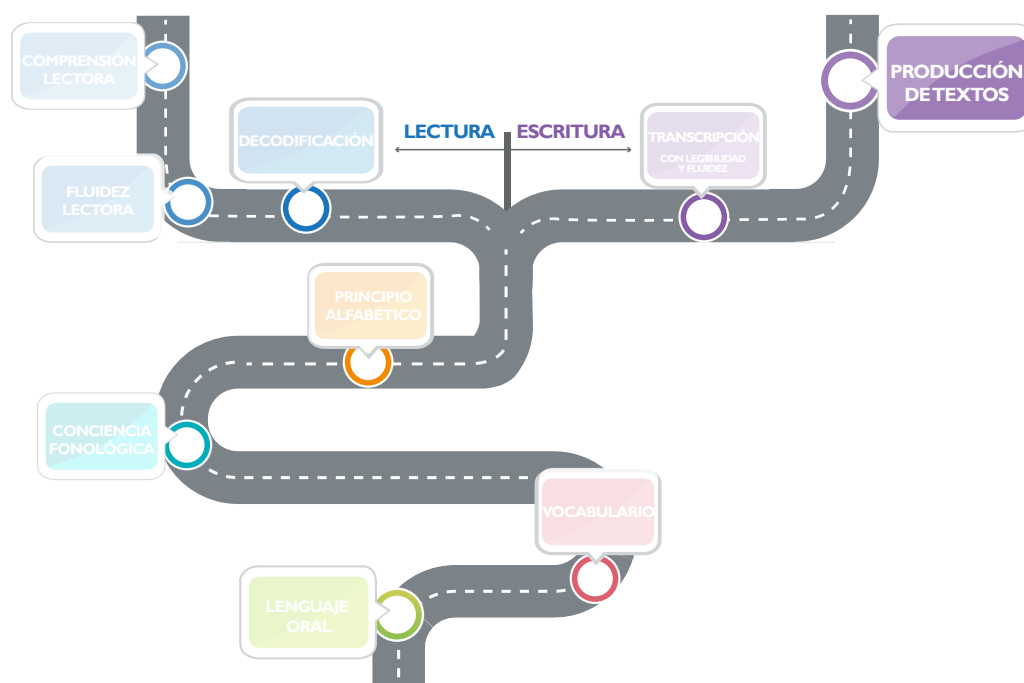 COMPRENSIÓN
LECTORA
DECODIFICACIÓN
LECTURA
ESCRITURA
TRANSCRIPCIÓN
CON LEGIBILIDAD
Y FLUIDEZ
PRODUCCIÓN
DE TEXTOS
FLUIDEZ
LECTORA
PRINCIPIO
ALFABÉTICO
CONCIENCIA
FONOLÓGICA
VOCABULARIO
LENGUAJE
ORAL